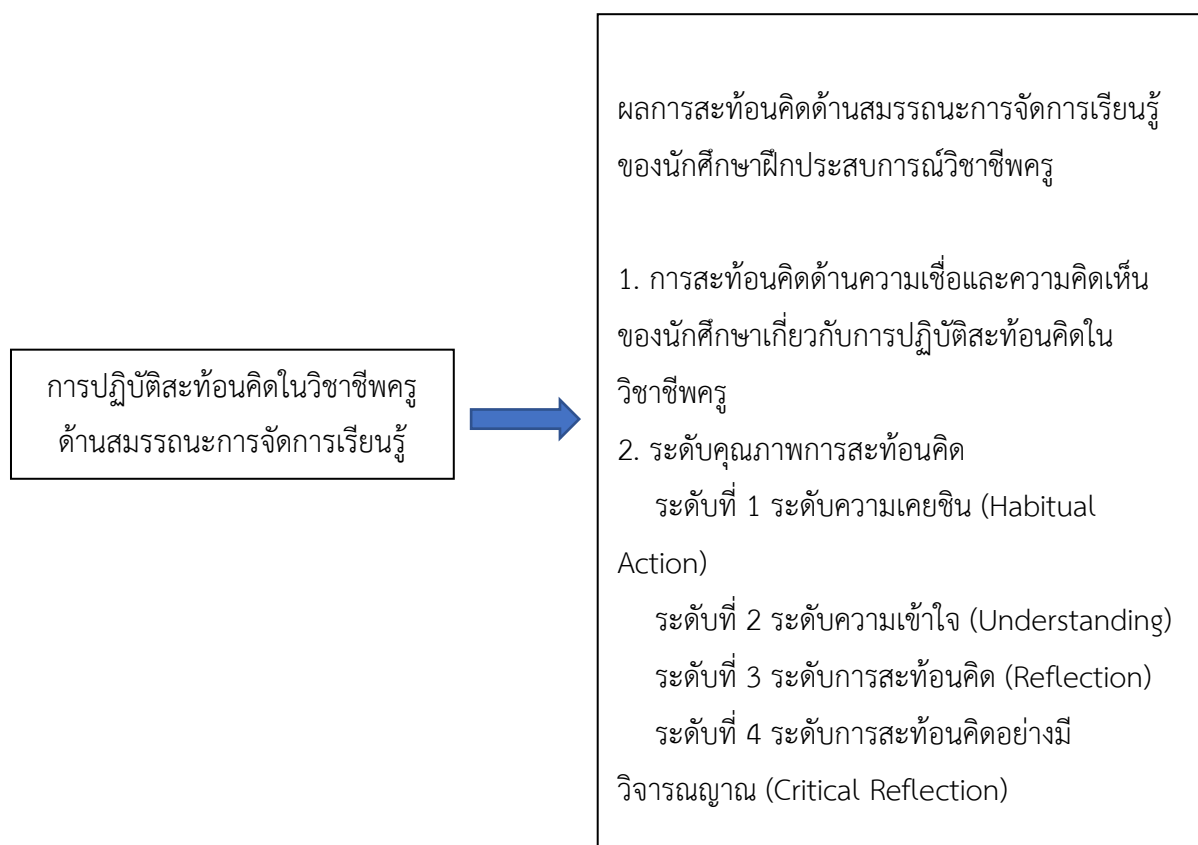 การปฏิบัติสะท้อนคิดในวิชาชีพครู
ด้านสมรรถนะการจัดการเรียนรู้
ผลการสะท้อนคิดด้านสมรรถนะการจัดการเรียนรู้
ของนักศึกษาฝึกประสบการณ์วิชาชีพครู
1. การสะท้อนคิดด้านความเชื่อและความคิดเห็น
ของนักศึกษาเกี่ยวกับการปฏิบัติสะท้อนคิดใน
วิชาชีพครู
2. ระดับคุณภาพการสะท้อนคิด
ระดับที่ 1 ระดับความเคยชิน (Habitual
Action)
ระดับที่ 2 ระดับความเข้าใจ (Understanding)
ระดับที่ 3 ระดับการสะท้อนคิด (Reflection)
ระดับที่ 4 ระดับการสะท้อนคิดอย่างมี
วิจารณญาณ (Critical Reflection)